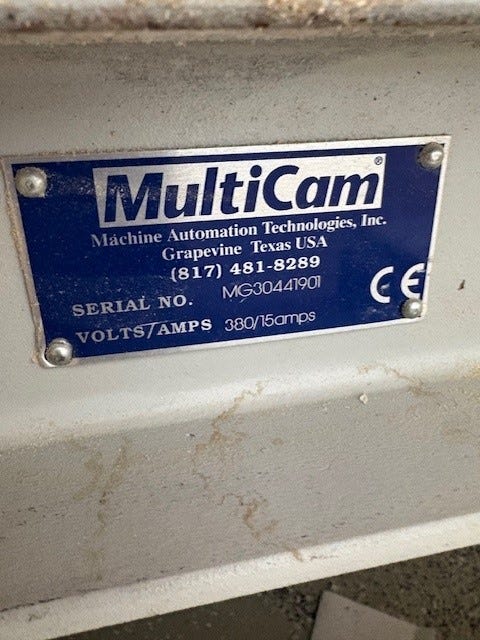 MultiCam®
Machine Automation Technologies, Inc.
Grapevine Texas USA
(817) 481-8289
SERIAL NO. MG30441901
CE
VOLTS/AMPS 380/15amps